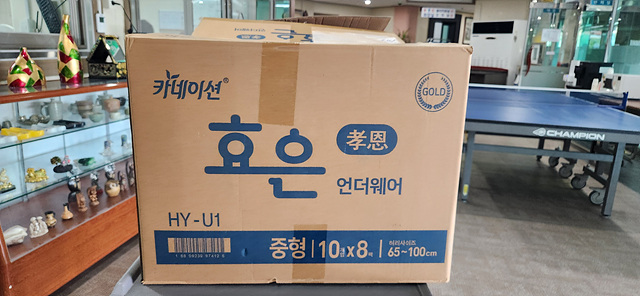 카네이션®
GOLD
효은 孝恩
언더웨어
HY-U1
중형 10매x8팩 허리사이즈 65~100cm
CHAMPION